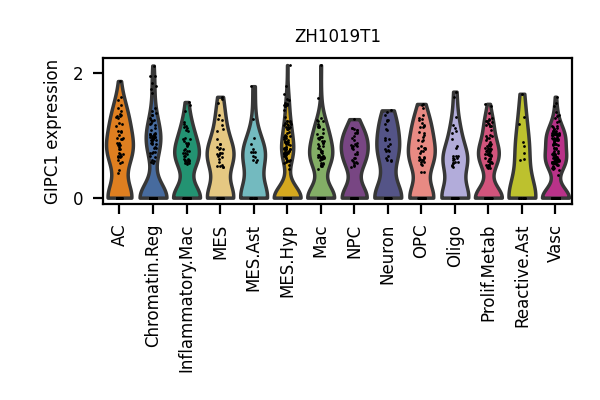 ZH1019T1
GIPC1 expression
2
0
AC
Chromatin.Reg
Inflammatory.Mac
MES
MES.Ast
MES.Hyp
Mac
NPC
Neuron
OPC
Oligo
Prolif.Metab
Reactive.Ast
Vasc